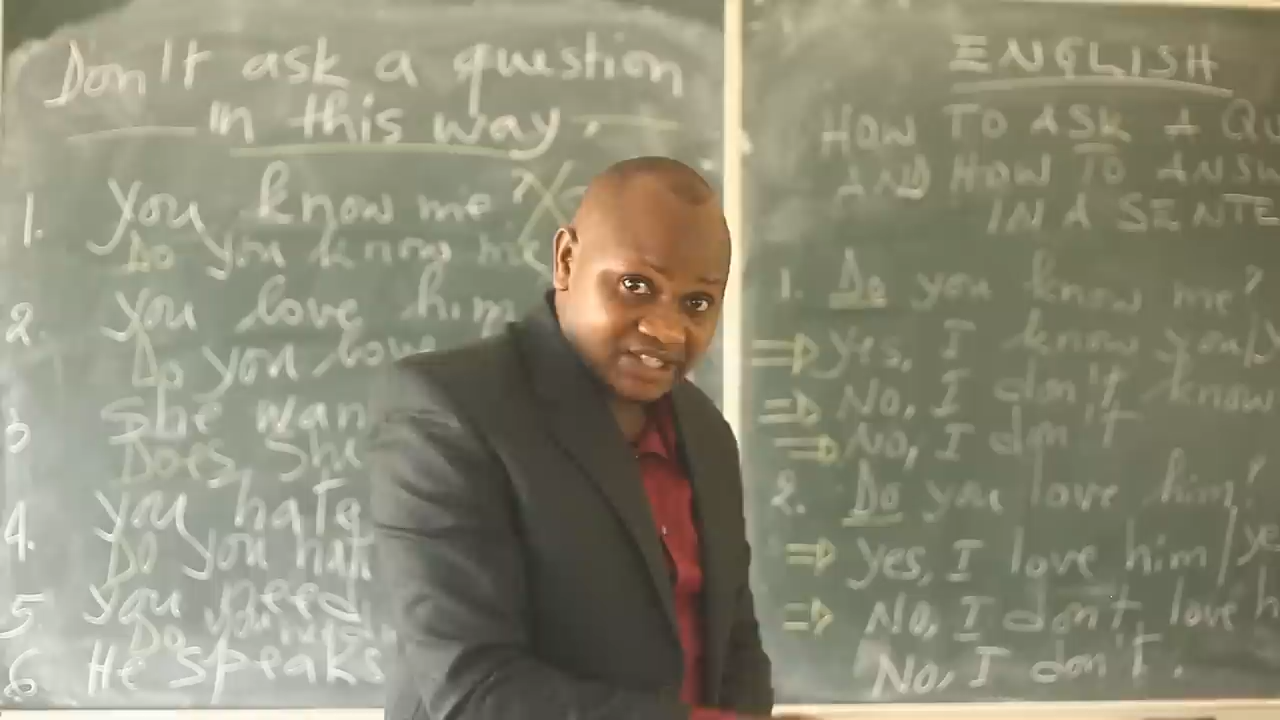 Don't ask a question
in this way.
1. You know me?
Do you know me
2. You love him
Do you love
She wan
Does She
4. You hate
Do you hat
5 You need
Do you
6 He speaks
ENGLISH
HOW TO ASK A QU
AND HOW TO ANSW
IN A SENTE
1. Do you know me?
⇒ Yes, I know you/y
⇒ No, I don't know
⇒ No, I don't
2. Do you love him?
⇒ Yes, I love him/ye
⇒ No, I don't love h
No, I don't.